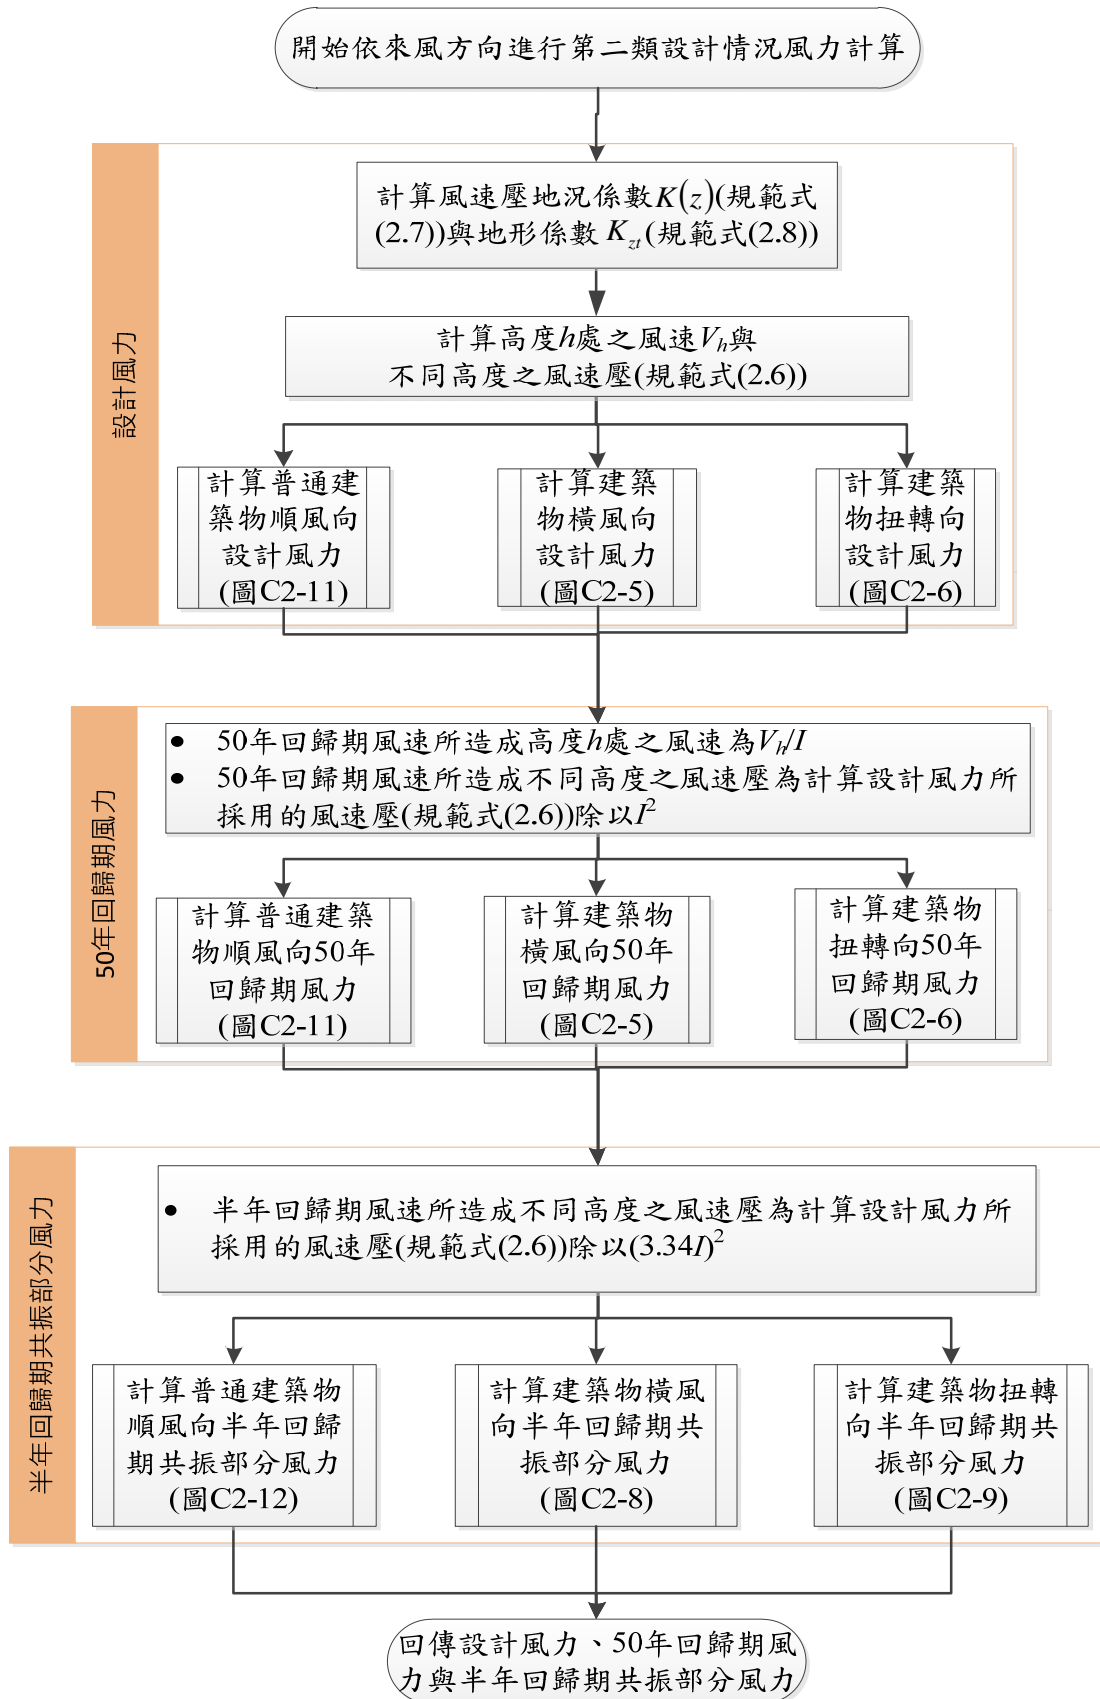 開始依來風方向進行第二類設計情況風力計算
設計風力
計算風速壓地況係數K(z)(規範式
(2.7))與地形係數 Kzt(規範式(2.8))
計算高度h處之風速Vh與
不同高度之風速壓(規範式(2.6))
計算普通建
築物順風向
設計風力
(圖C2-11)
計算建築
物橫風向
設計風力
(圖C2-5)
計算建築
物扭轉向
設計風力
(圖C2-6)
50年回歸期風力
● 50年回歸期風速所造成高度h處之風速為Vh/I
● 50年回歸期風速所造成不同高度之風速壓為計算設計風力所
採用的風速壓(規範式(2.6))除以I²
計算普通建築
物順風向50年
回歸期風力
(圖C2-11)
計算建築物
橫風向50年
回歸期風力
(圖C2-5)
計算建築物
扭轉向50年
回歸期風力
(圖C2-6)
半年回歸期共振部分風力
● 半年回歸期風速所造成不同高度之風速壓為計算設計風力所
採用的風速壓(規範式(2.6))除以(3.34I)²
計算普通建築物
順風向半年回歸
期共振部分風力
(圖C2-12)
計算建築物橫風
向半年回歸期共
振部分風力
(圖C2-8)
計算建築物扭轉
向半年回歸期共
振部分風力
(圖C2-9)
回傳設計風力、50年回歸期風
力與半年回歸期共振部分風力